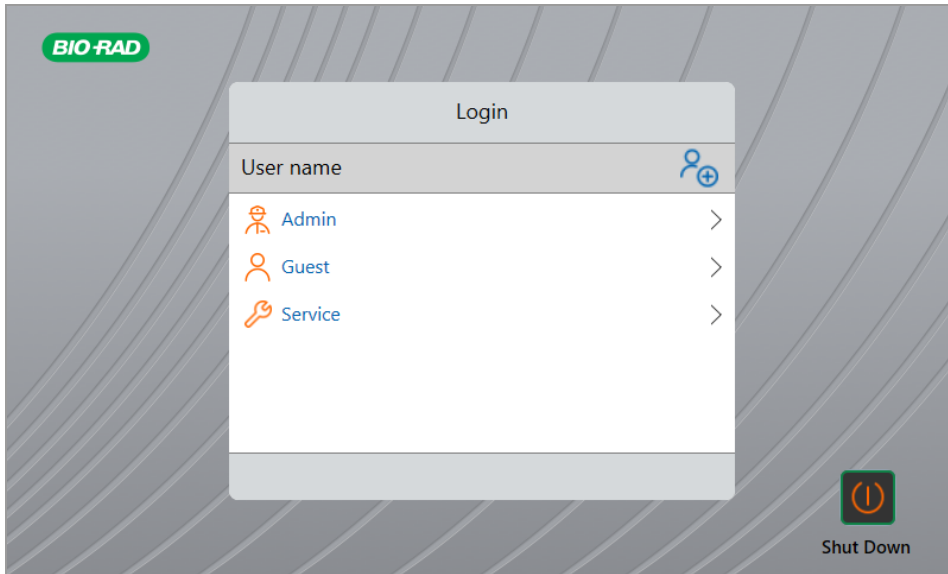 BIO-RAD
Login
User name
Admin
Guest
Service
Shut Down